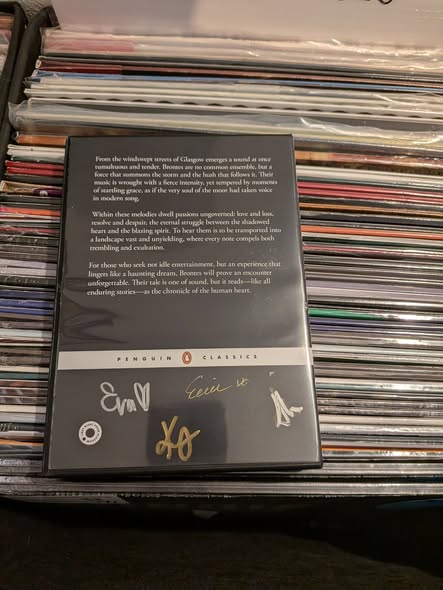 From the windswept streets of Glasgow emerges a sound at once
tumultuous and tender. Brontes are no common ensemble, but a
force that summons the storm and the hush that follows it. Their
music is wrought with a fierce intensity, yet tempered by moments
of startling grace, as if the very soul of the moor had taken voice
in modern song.
Within these melodies dwell passions ungoverned: love and loss,
resolve and despair, the eternal struggle between the shadowed
heart and the blazing spirit. To hear them is to be transported into
a landscape vast and unyielding, where every note compels both
trembling and exultation.
For those who seek not idle entertainment, but an experience that
lingers like a haunting dream, Brontes will prove an encounter
unforgettable. Their tale is one of sound, but it reads—like all
enduring stories—as the chronicle of the human heart.
PENGUIN CLASSICS
Eva